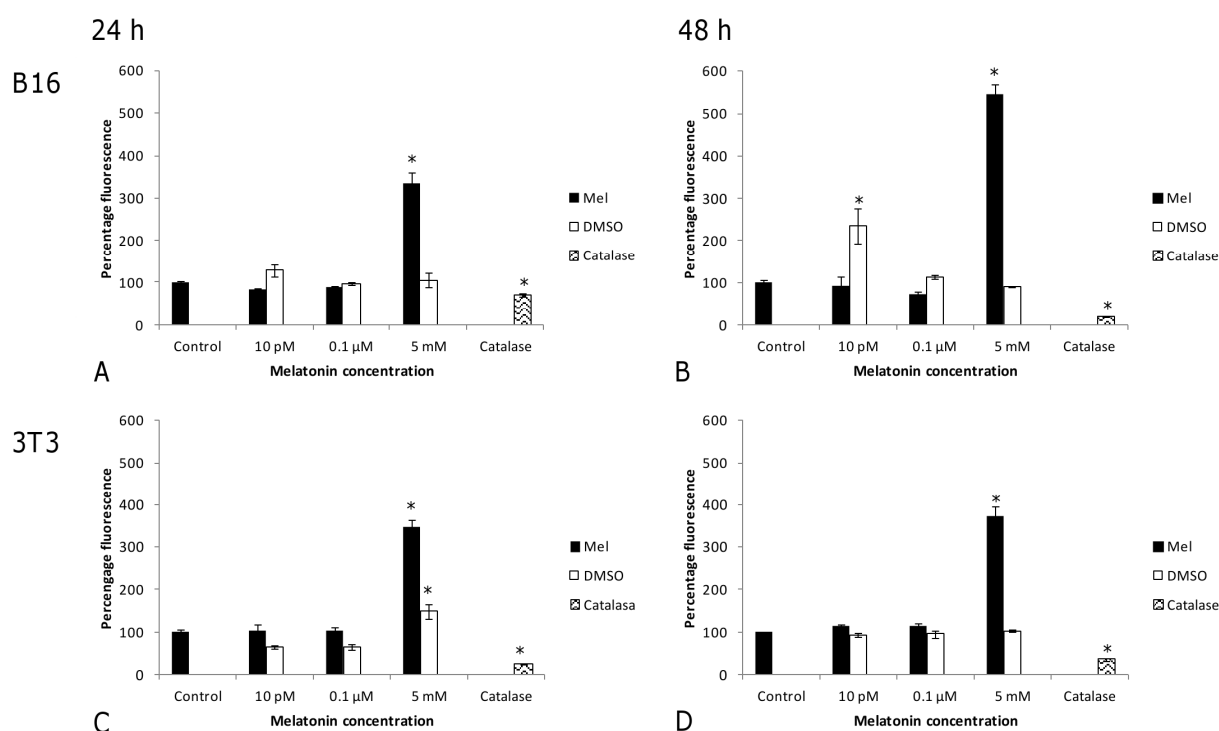 24 h
48 h
B16
600
500
400
300
200
100
0
Percentage fluorescence
*
*
Mel
DMSO
Catalase
Control 10 pM 0.1 µM 5 mM Catalase
Melatonin concentration
A
600
500
400
300
200
100
0
Percentage fluorescence
*
*
*
Mel
DMSO
Catalase
Control 10 pM 0.1 µM 5 mM Catalase
Melatonin concentration
B
3T3
600
500
400
300
200
100
0
Percengage fluorescence
*
*
*
Mel
DMSO
Catalasa
Control 10 pM 0.1 µM 5 mM Catalase
Melatonin concentration
C
600
500
400
300
200
100
0
Percentage fluorescence
*
*
Mel
DMSO
Catalase
Control 10 pM 0.1 µM 5 mM Catalase
Melatonin concentration
D